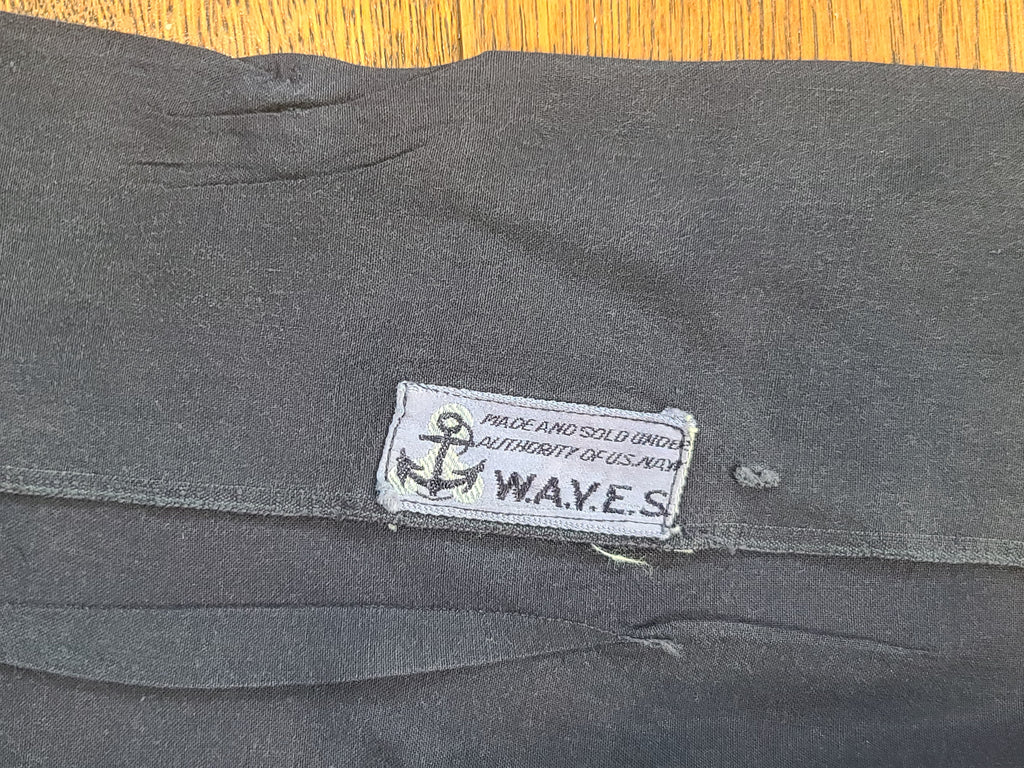 MADE AND SOLD UNDER
AUTHORITY OF U.S. NAVY
W.A.V.E.S.